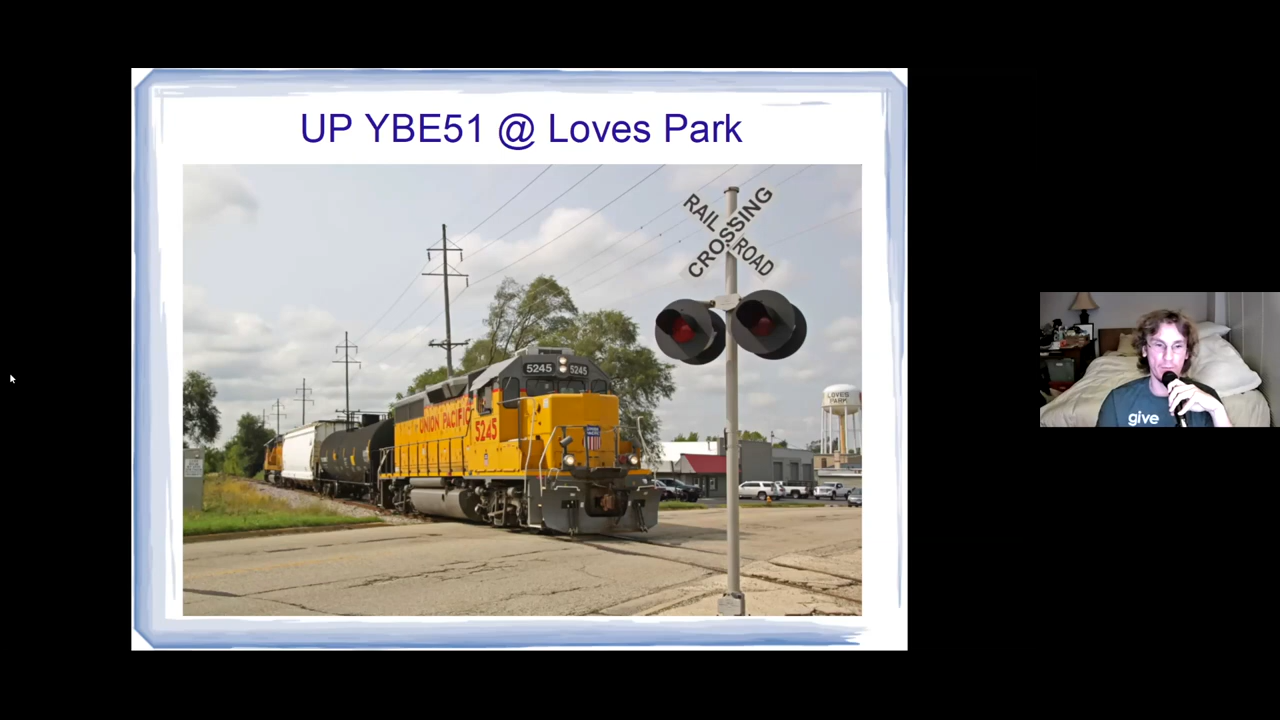 UP YBE51 @ Loves Park
RAIL ROAD
CROSSING
5245
5245
LOVES
PARK
UNION PACIFIC
5245
give